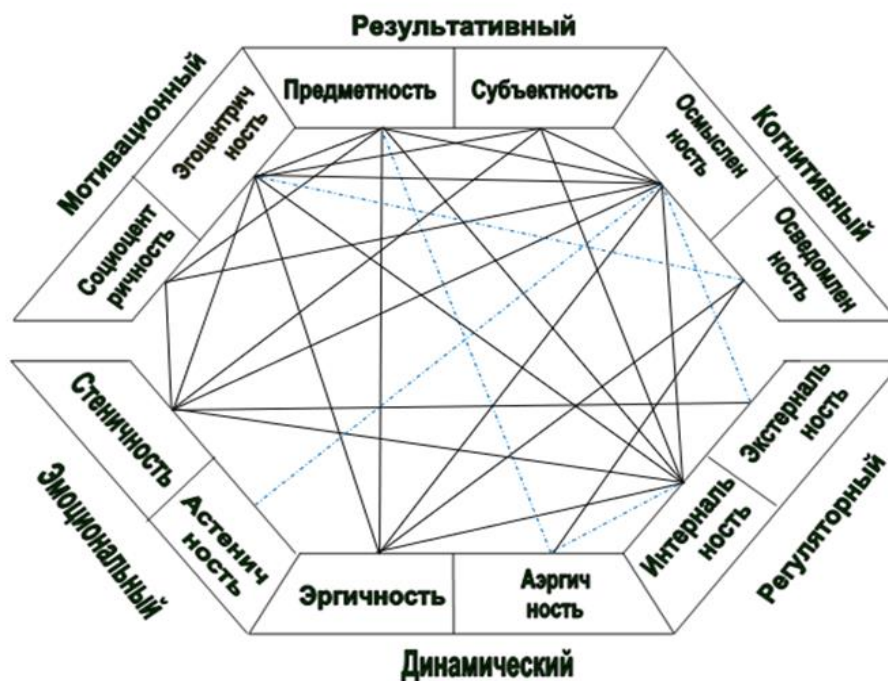 Результативный
Мотивационный
Эгоцентрич
ность
Предметность
Субъектность
Осмыслен
ность
Когнитивный
Социоцент
ричность
Осведомлен
ность
Стеничность
Экстерналь
ность
Эмоциональный
Астенич
ность
Эргичность
Аэргич
ность
Интерналь
ность
Регуляторный
Динамический